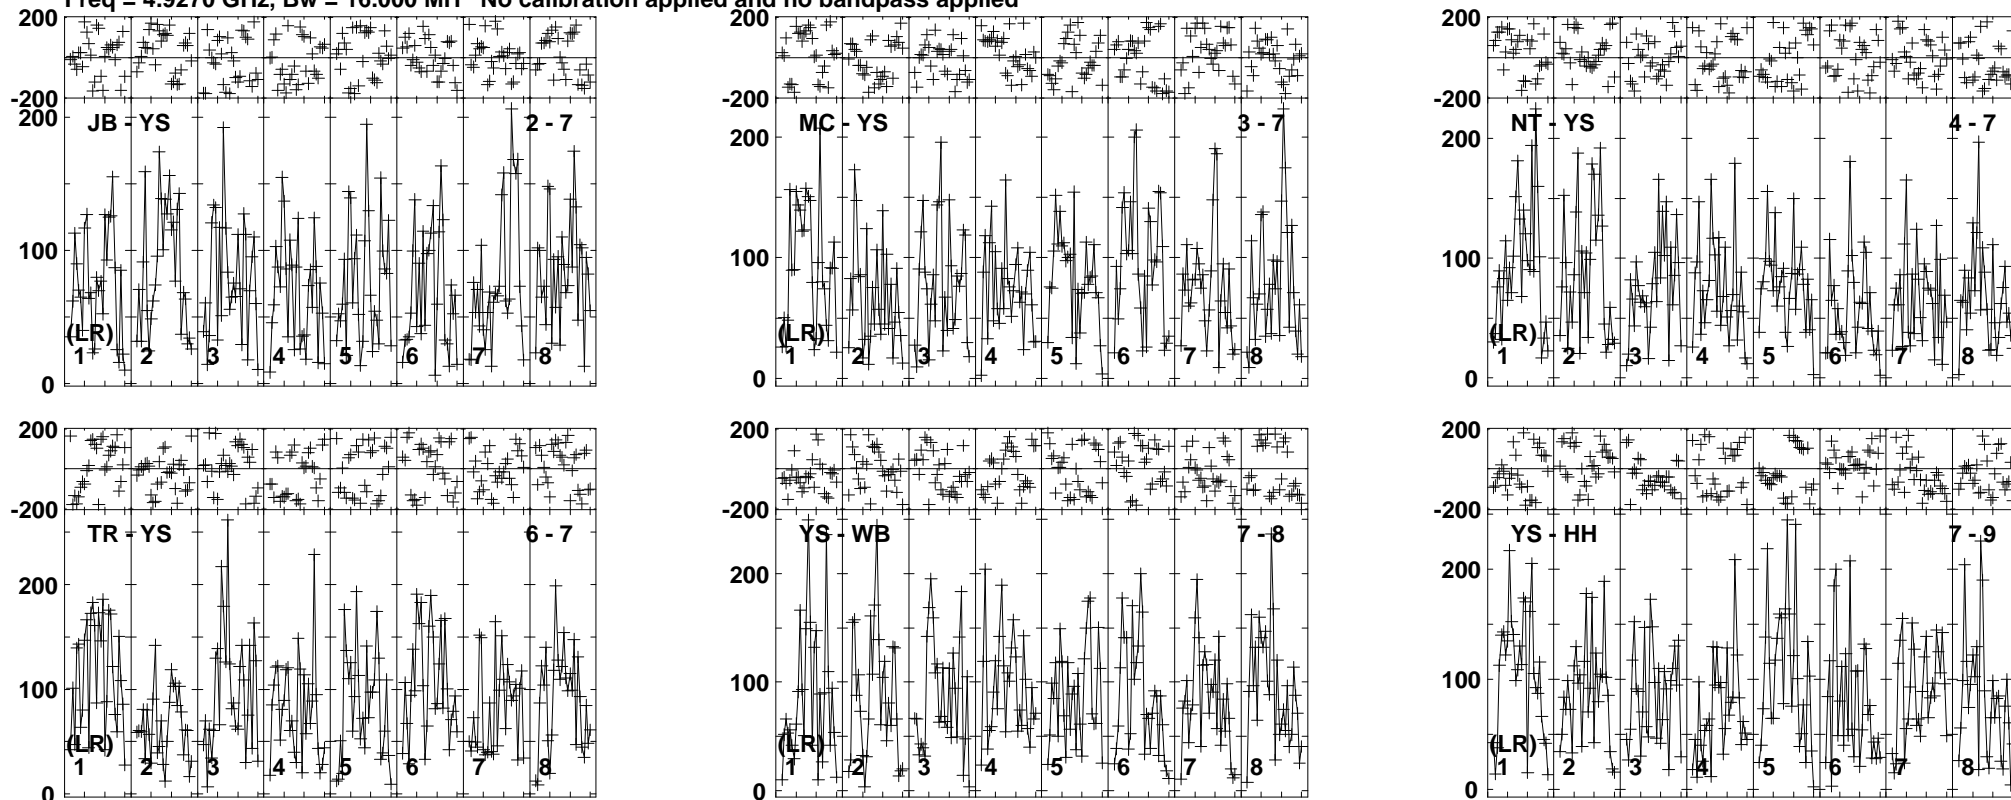 Freq = 4.9270 GHz, Bw = 16.000 MH No calibration applied and no bandpass applied
200
-200
200
100
0
JB - YS
2 - 7
(LR)
1 2 3 4 5 6 7 8
200
-200
200
100
0
MC - YS
3 - 7
(LR)
1 2 3 4 5 6 7 8
200
-200
200
100
0
NT - YS
4 - 7
(LR)
1 2 3 4 5 6 7 8
200
-200
200
100
0
TR - YS
6 - 7
(LR)
1 2 3 4 5 6 7 8
200
-200
200
100
0
YS - WB
7 - 8
(LR)
1 2 3 4 5 6 7 8
200
-200
200
100
0
YS - HH
7 - 9
(LR)
1 2 3 4 5 6 7 8